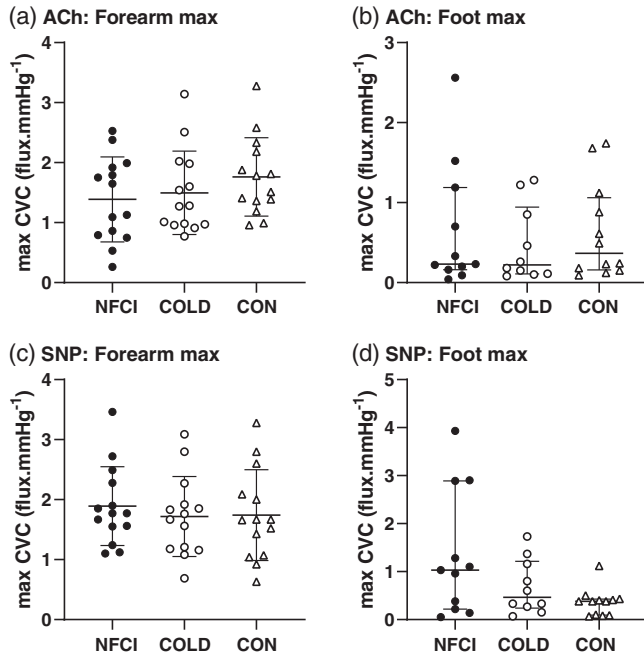 (a) ACh: Forearm max
max CVC (flux.mmHg⁻¹)
4
3
2
1
0
NFCI COLD CON
(b) ACh: Foot max
max CVC (flux.mmHg⁻¹)
3
2
1
0
NFCI COLD CON
(c) SNP: Forearm max
max CVC (flux.mmHg⁻¹)
4
3
2
1
0
NFCI COLD CON
(d) SNP: Foot max
max CVC (flux.mmHg⁻¹)
5
4
3
2
1
0
NFCI COLD CON